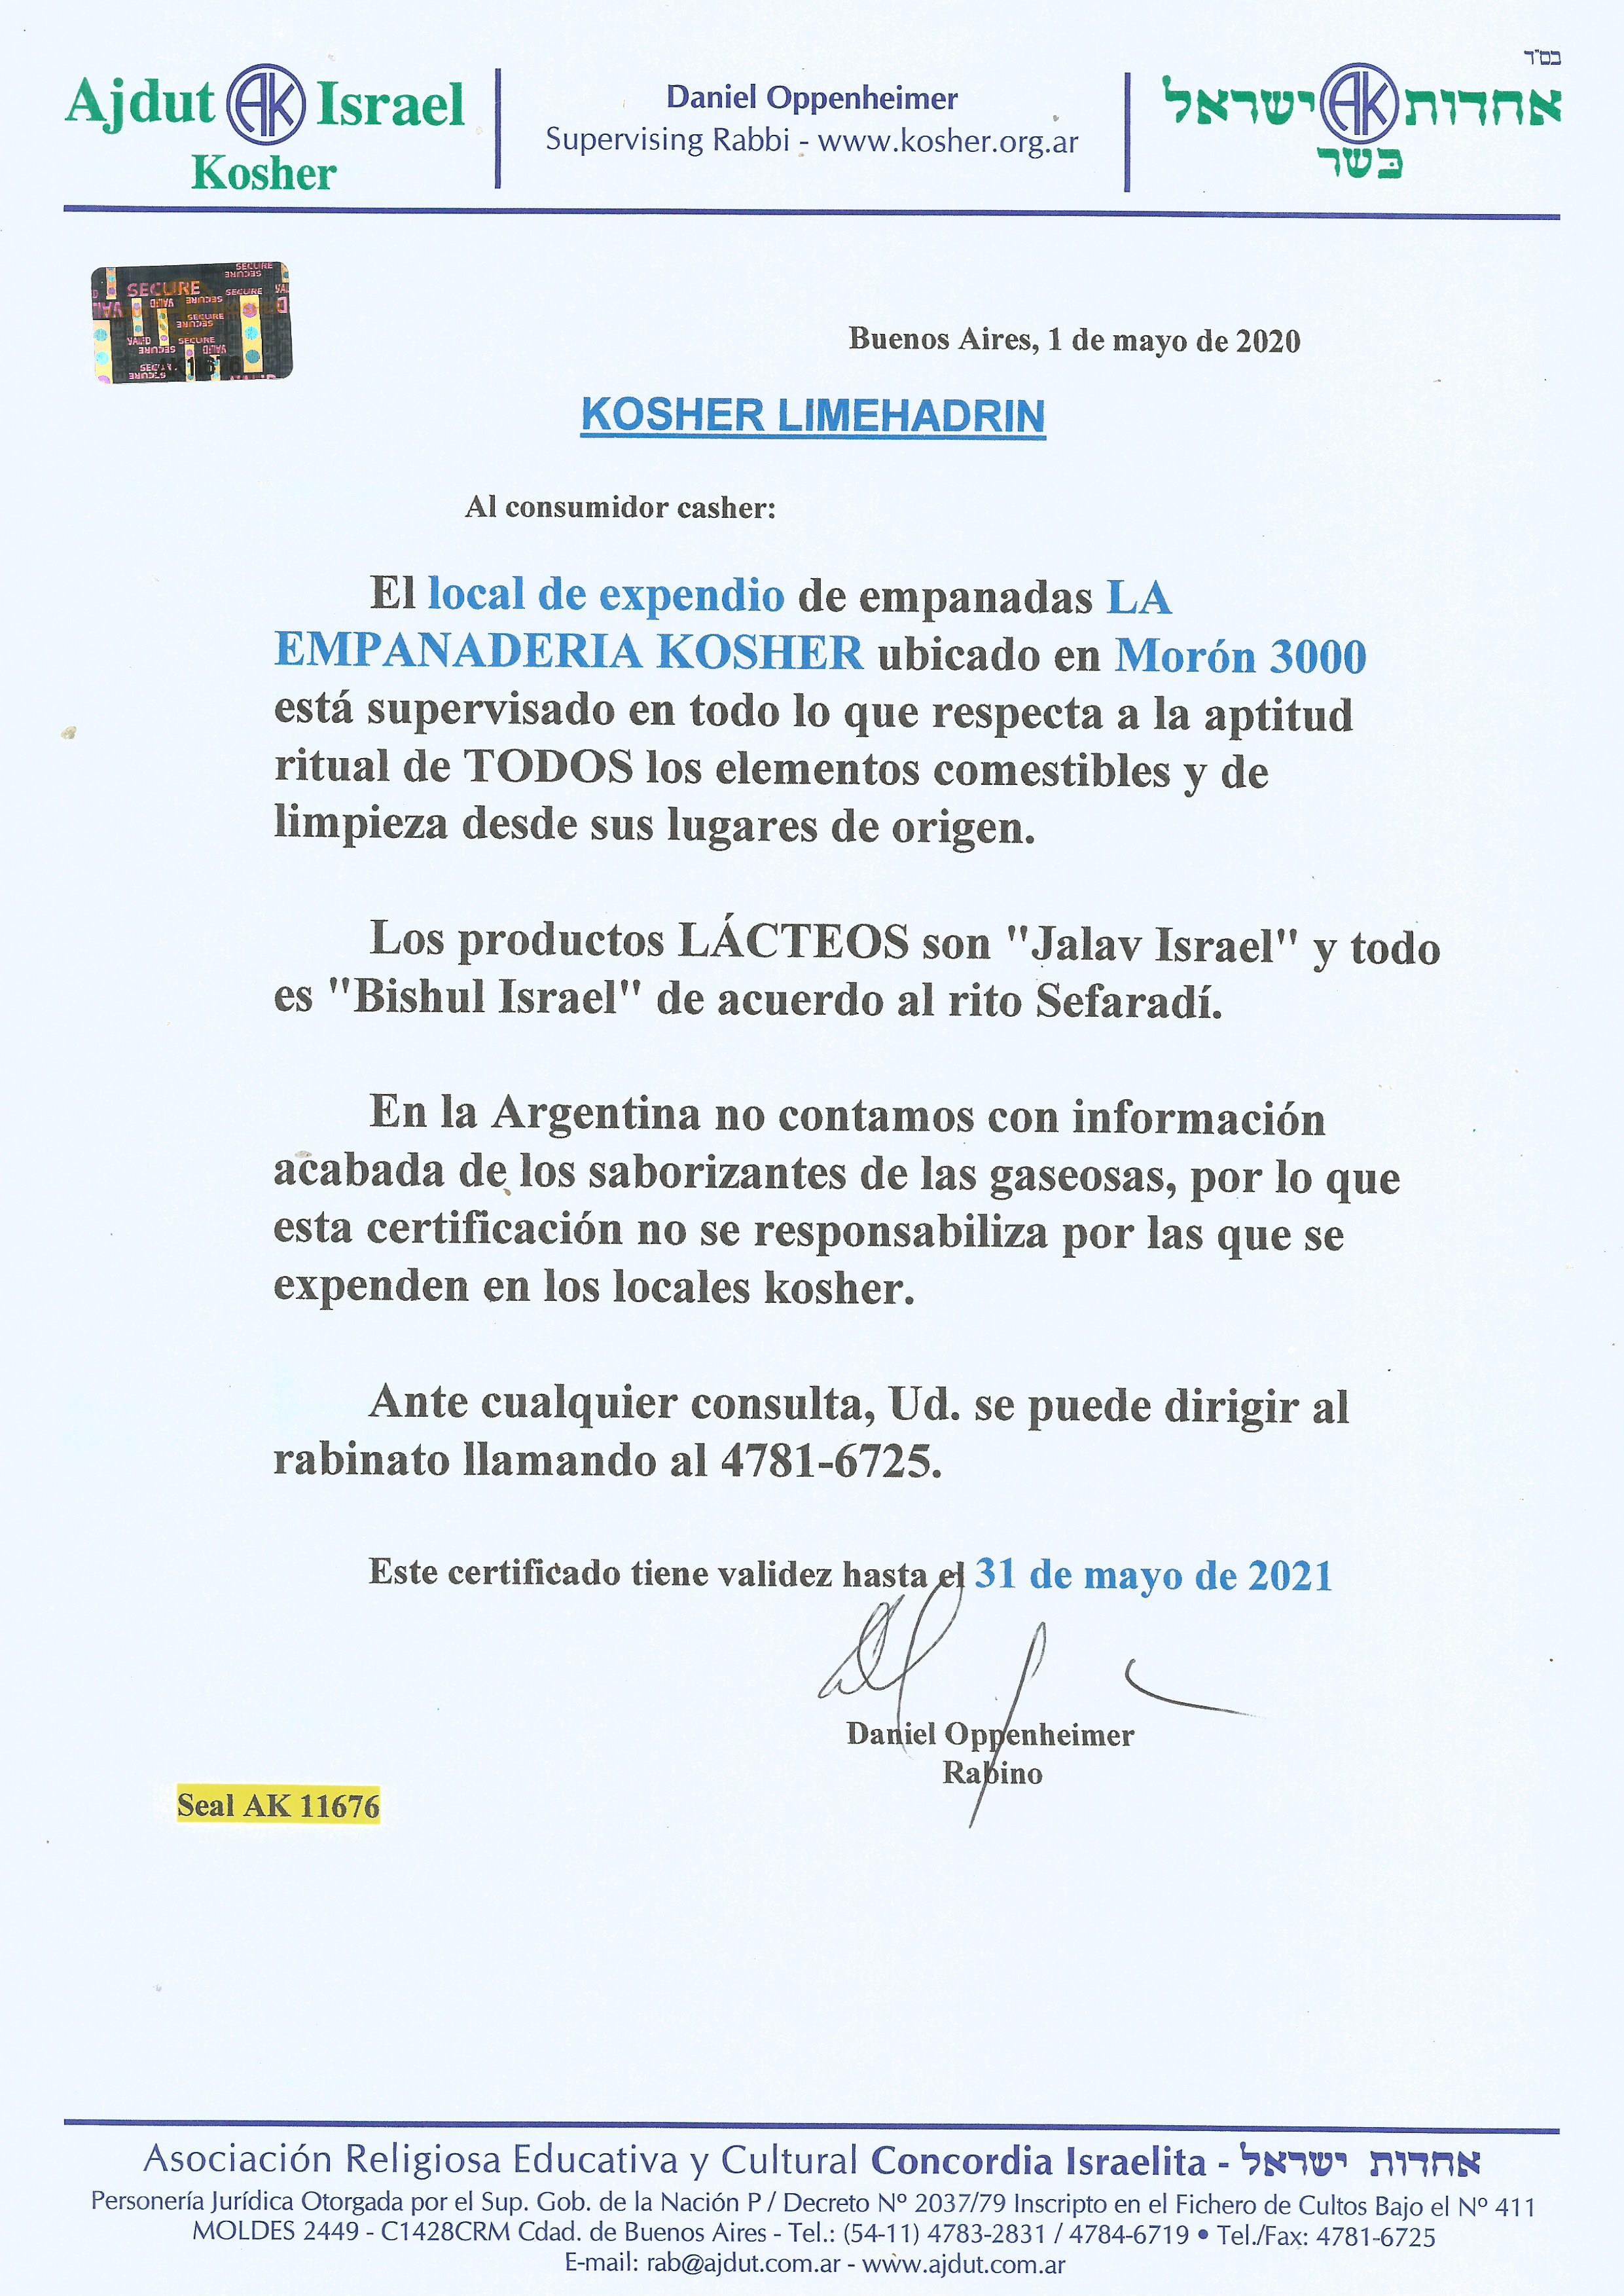 בס"ד
Ajdut AK Israel
Kosher
Daniel Oppenheimer
Supervising Rabbi - www.kosher.org.ar
אחדות AK ישראל
כשר
SECURE
VALID
Buenos Aires, 1 de mayo de 2020
KOSHER LIMEHADRIN
Al consumidor casher:
El local de expendio de empanadas LA
EMPANADERIA KOSHER ubicado en Morón 3000
está supervisado en todo lo que respecta a la aptitud
ritual de TODOS los elementos comestibles y de
limpieza desde sus lugares de origen.
Los productos LÁCTEOS son "Jalav Israel" y todo
es "Bishul Israel" de acuerdo al rito Sefaradí.
En la Argentina no contamos con información
acabada de los saborizantes de las gaseosas, por lo que
esta certificación no se responsabiliza por las que se
expenden en los locales kosher.
Ante cualquier consulta, Ud. se puede dirigir al
rabinato llamando al 4781-6725.
Este certificado tiene validez hasta el 31 de mayo de 2021
Daniel Oppenheimer
Rabino
Seal AK 11676
Asociación Religiosa Educativa y Cultural Concordia Israelita - אחדות ישראל
Personería Jurídica Otorgada por el Sup. Gob. de la Nación P / Decreto Nº 2037/79 Inscripto en el Fichero de Cultos Bajo el Nº 411
MOLDES 2449 - C1428CRM Cdad. de Buenos Aires - Tel.: (54-11) 4783-2831 / 4784-6719 • Tel./Fax: 4781-6725
E-mail: rab@ajdut.com.ar - www.ajdut.com.ar